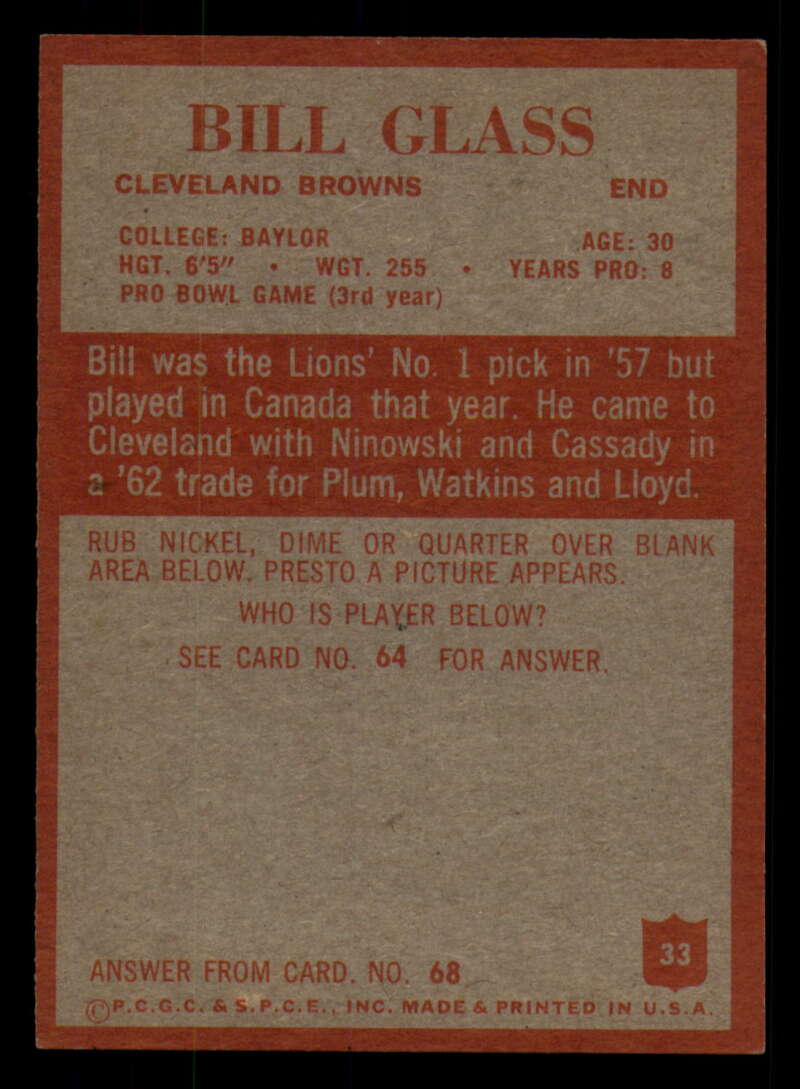 BILL GLASS
CLEVELAND BROWNS END
COLLEGE: BAYLOR AGE: 30
HGT. 6'5" • WGT. 255 • YEARS PRO: 8
PRO BOWL GAME (3rd year)
Bill was the Lions' No. 1 pick in '57 but
played in Canada that year. He came to
Cleveland with Ninowski and Cassady in
a '62 trade for Plum, Watkins and Lloyd.
RUB NICKEL, DIME OR QUARTER OVER BLANK
AREA BELOW. PRESTO A PICTURE APPEARS.
WHO IS PLAYER BELOW?
SEE CARD NO. 64 FOR ANSWER.
33
ANSWER FROM CARD. NO. 68
©P.C.G.C. & S.P.C.E., INC. MADE & PRINTED IN U.S.A.